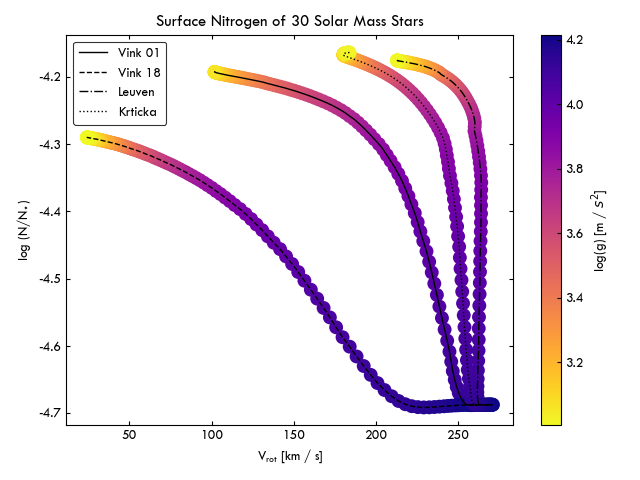 Surface Nitrogen of 30 Solar Mass Stars
Vink 01
Vink 18
Leuven
Krticka
-4.2
-4.3
-4.4
-4.5
-4.6
-4.7
log (N/N⋆)
50
100
150
200
250
V_rot [km / s]
4.2
4.0
3.8
3.6
3.4
3.2
log(g) [m / s²]